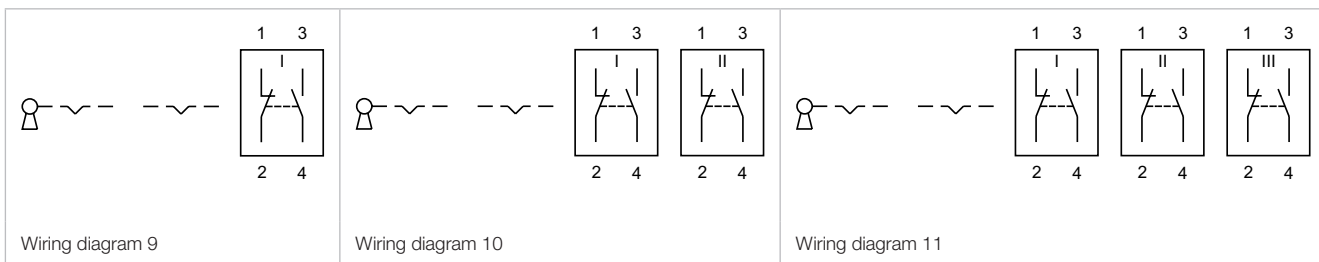 1 3
I
2 4
Wiring diagram 9
1 3 1 3
I II
2 4 2 4
Wiring diagram 10
1 3 1 3 1 3
I II III
2 4 2 4 2 4
Wiring diagram 11